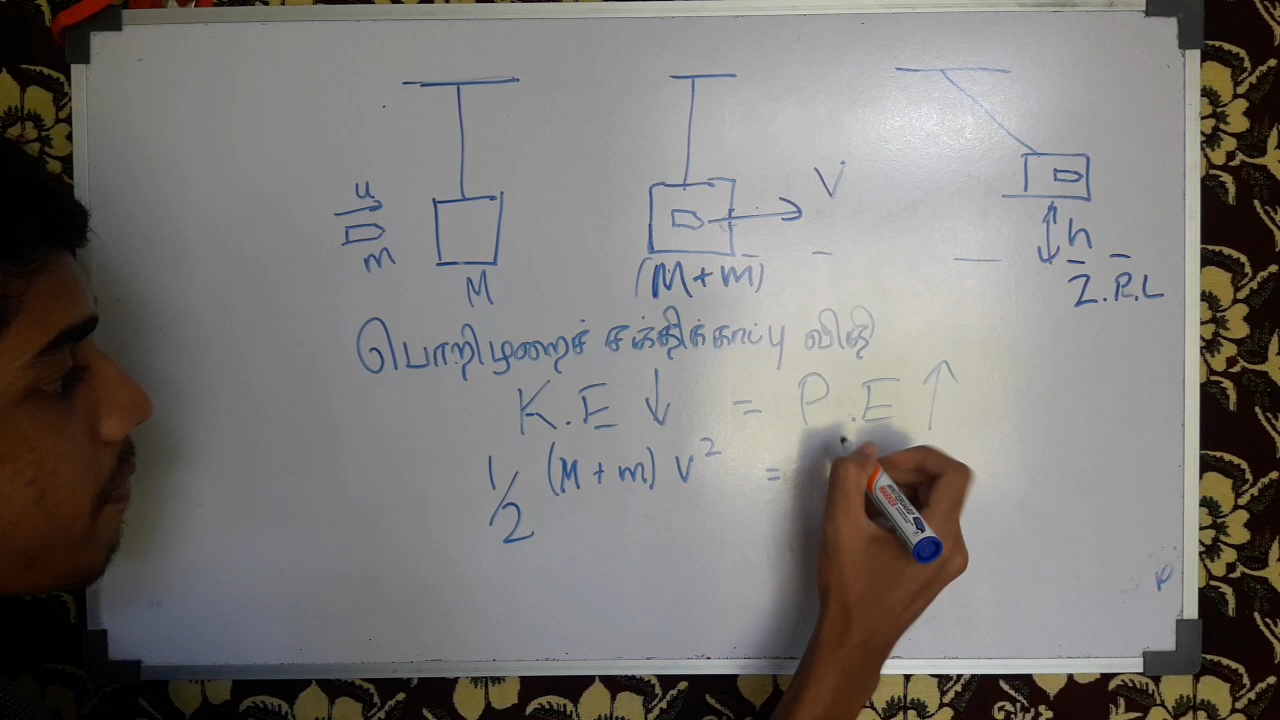 u
m
M
V
(M+m)
h
Z.P.L
பொறிமுறைச் சக்திக்காப்பு விதி
K.E ↓ = P.E ↑
1/2 (M+m) V² =